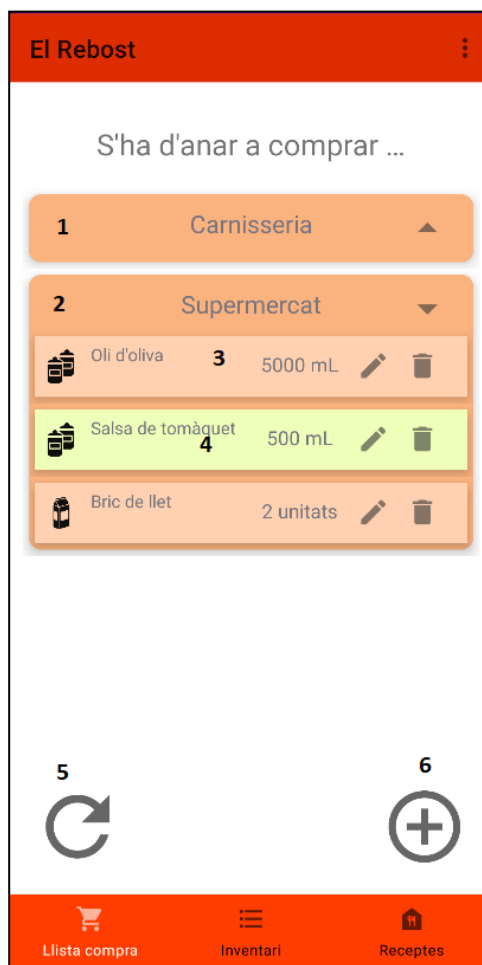 El Rebost
S'ha d'anar a comprar ...
1 Carnisseria
2 Supermercat
Oli d'oliva 3 5000 mL
Salsa de tomàquet 4 500 mL
Bric de llet 2 unitats
5 6
Llista compra Inventari Receptes